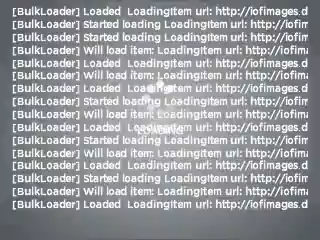 [BulkLoader] Loaded LoadingItem url: http://iofimages.d
[BulkLoader] Started loading LoadingItem url: http://iofim
[BulkLoader] Loaded LoadingItem url: http://iofimages.d
[BulkLoader] Will load item: LoadingItem url: http://iofima
[BulkLoader] Loaded LoadingItem url: http://iofimages.d
[BulkLoader] Will load item: LoadingItem url: http://iofima
[BulkLoader] Loaded LoadingItem url: http://iofimages.d
[BulkLoader] Started loading LoadingItem url: http://iofim
[BulkLoader] Will load item: LoadingItem url: http://iofima
[BulkLoader] Loaded LoadingItem url: http://iofimages.d
LOADING
[BulkLoader] Started loading LoadingItem url: http://iofim
[BulkLoader] Will load item: LoadingItem url: http://iofima
[BulkLoader] Loaded LoadingItem url: http://iofimages.d
[BulkLoader] Started loading LoadingItem url: http://iofim
[BulkLoader] Will load item: LoadingItem url: http://iofima
[BulkLoader] Loaded LoadingItem url: http://iofimages.d